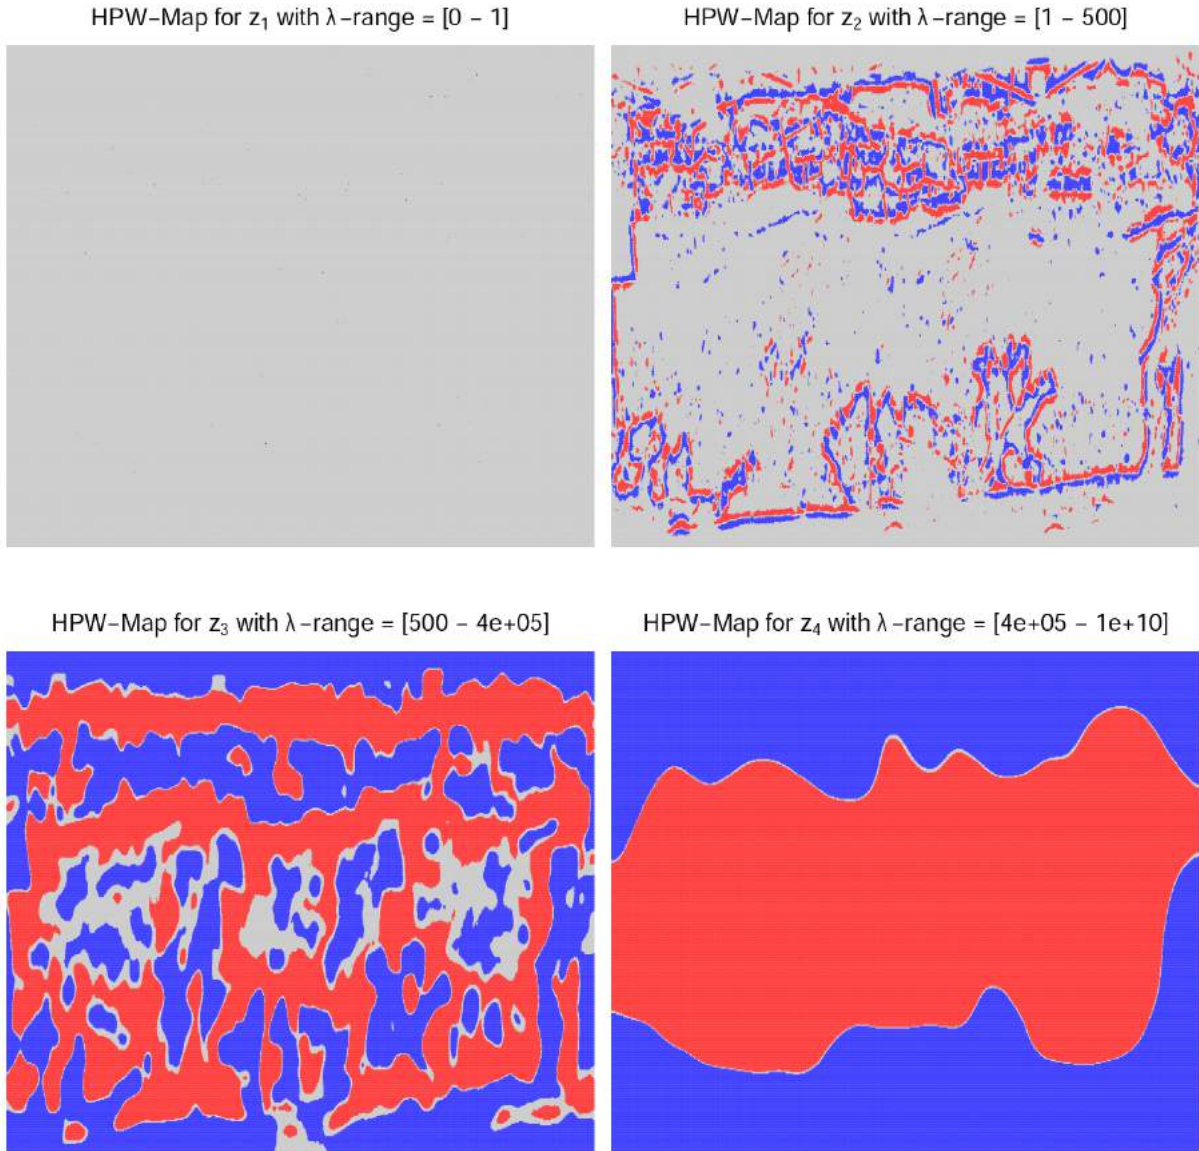 HPW-Map for z₁ with λ-range = [0 - 1]
HPW-Map for z₂ with λ-range = [1 - 500]
HPW-Map for z₃ with λ-range = [500 - 4e+05]
HPW-Map for z₄ with λ-range = [4e+05 - 1e+10]